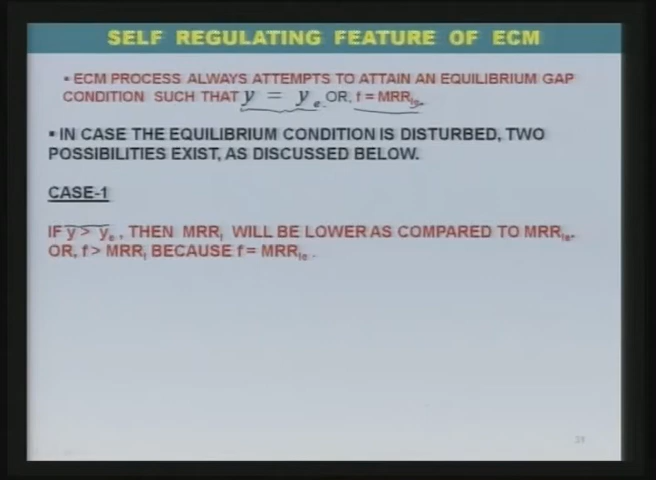 SELF REGULATING FEATURE OF ECM
▪ ECM PROCESS ALWAYS ATTEMPTS TO ATTAIN AN EQUILIBRIUM GAP
CONDITION SUCH THAT y = yₑ OR, f = MRRₗₑ.
▪ IN CASE THE EQUILIBRIUM CONDITION IS DISTURBED, TWO
POSSIBILITIES EXIST, AS DISCUSSED BELOW.
CASE-1
IF y > yₑ, THEN MRRₗ WILL BE LOWER AS COMPARED TO MRRₗₑ.
OR, f > MRRₗ BECAUSE f = MRRₗₑ.
39